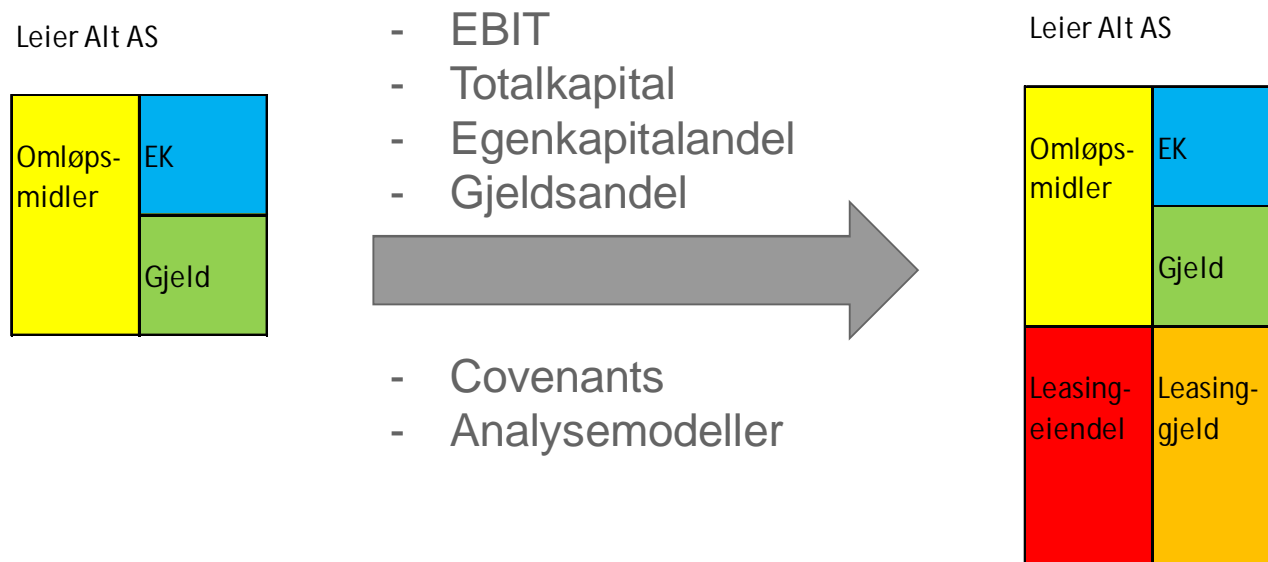 Leier Alt AS
Omløps-
midler
EK
Gjeld
- EBIT
- Totalkapital
- Egenkapitalandel
- Gjeldsandel
- Covenants
- Analysemodeller
Leier Alt AS
Omløps-
midler
EK
Gjeld
Leasing-
eiendel
Leasing-
gjeld